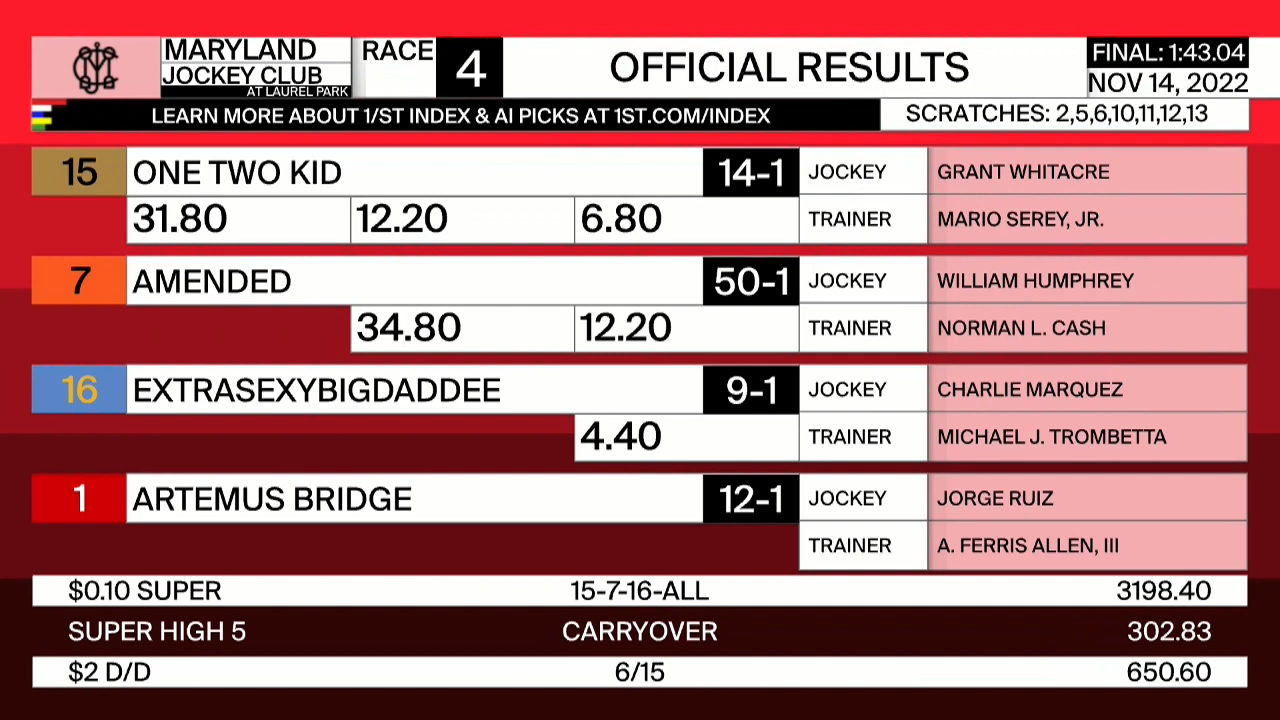 MARYLAND
JOCKEY CLUB
AT LAUREL PARK
RACE 4
OFFICIAL RESULTS
FINAL: 1:43.04
NOV 14, 2022
LEARN MORE ABOUT 1/ST INDEX & AI PICKS AT 1ST.COM/INDEX
SCRATCHES: 2,5,6,10,11,12,13
15 ONE TWO KID 14-1 JOCKEY GRANT WHITACRE
31.80 12.20 6.80 TRAINER MARIO SEREY, JR.
7 AMENDED 50-1 JOCKEY WILLIAM HUMPHREY
34.80 12.20 TRAINER NORMAN L. CASH
16 EXTRASEXYBIGDADDEE 9-1 JOCKEY CHARLIE MARQUEZ
4.40 TRAINER MICHAEL J. TROMBETTA
1 ARTEMUS BRIDGE 12-1 JOCKEY JORGE RUIZ
TRAINER A. FERRIS ALLEN, III
$0.10 SUPER 15-7-16-ALL 3198.40
SUPER HIGH 5 CARRYOVER 302.83
$2 D/D 6/15 650.60